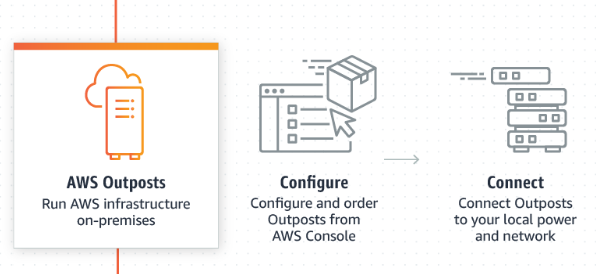 AWS Outposts
Run AWS infrastructure
on-premises
Configure
Configure and order
Outposts from
AWS Console
Connect
Connect Outposts
to your local power
and network